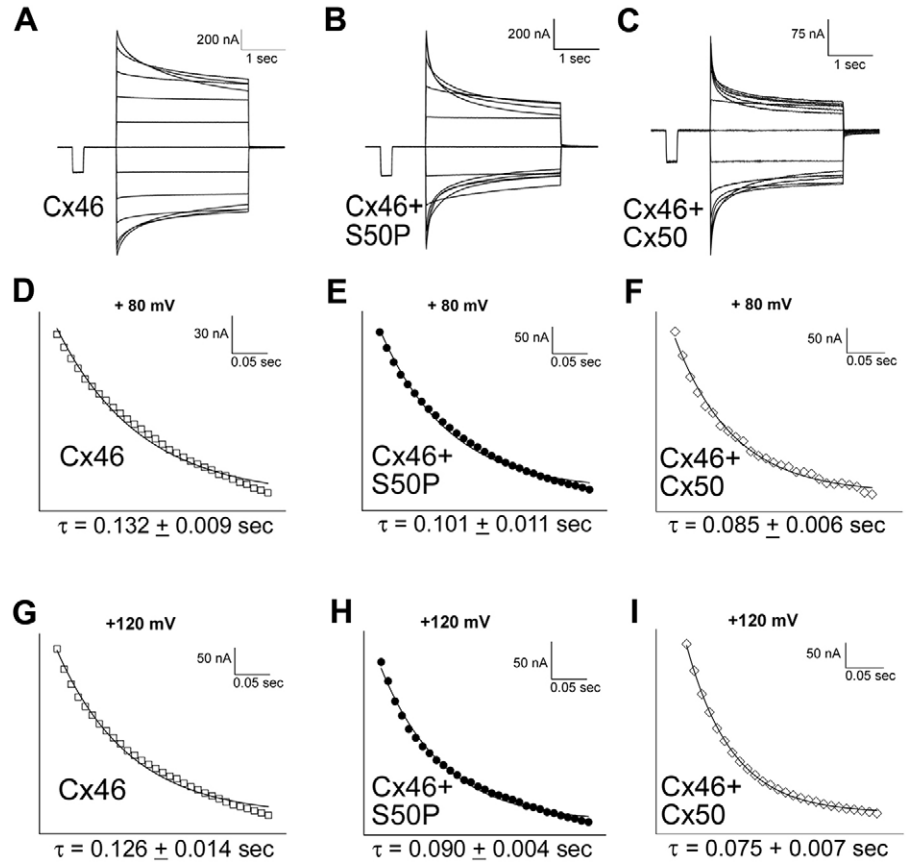 A
200 nA
1 sec
Cx46
B
200 nA
1 sec
Cx46+
S50P
C
75 nA
1 sec
Cx46+
Cx50
D
+ 80 mV
30 nA
0.05 sec
Cx46
τ = 0.132 ± 0.009 sec
E
+ 80 mV
50 nA
0.05 sec
Cx46+
S50P
τ = 0.101 ± 0.011 sec
F
+ 80 mV
50 nA
0.05 sec
Cx46+
Cx50
τ = 0.085 ± 0.006 sec
G
+120 mV
50 nA
0.05 sec
Cx46
τ = 0.126 ± 0.014 sec
H
+120 mV
50 nA
0.05 sec
Cx46+
S50P
τ = 0.090 ± 0.004 sec
I
+120 mV
50 nA
0.05 sec
Cx46+
Cx50
τ = 0.075 + 0.007 sec